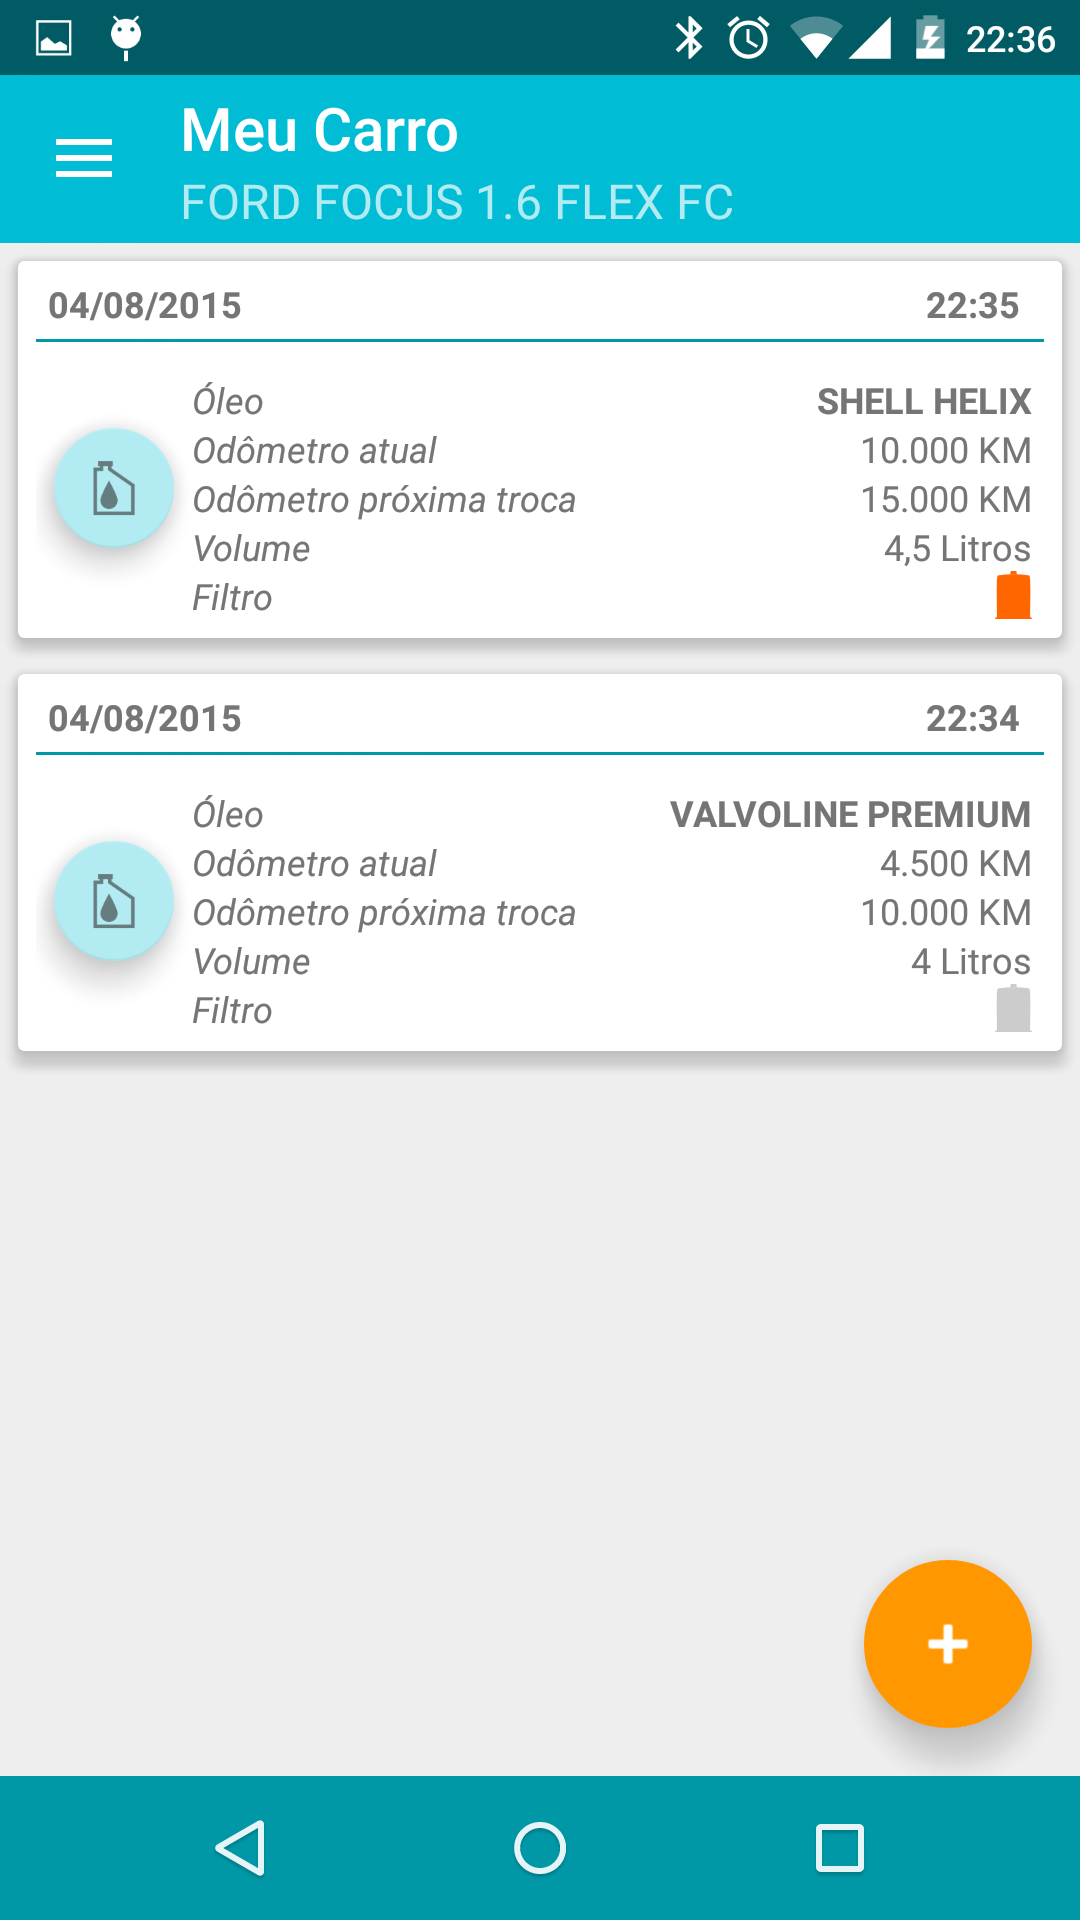 22:36
Meu Carro
FORD FOCUS 1.6 FLEX FC
04/08/2015 22:35
Óleo SHELL HELIX
Odômetro atual 10.000 KM
Odômetro próxima troca 15.000 KM
Volume 4,5 Litros
Filtro
04/08/2015 22:34
Óleo VALVOLINE PREMIUM
Odômetro atual 4.500 KM
Odômetro próxima troca 10.000 KM
Volume 4 Litros
Filtro